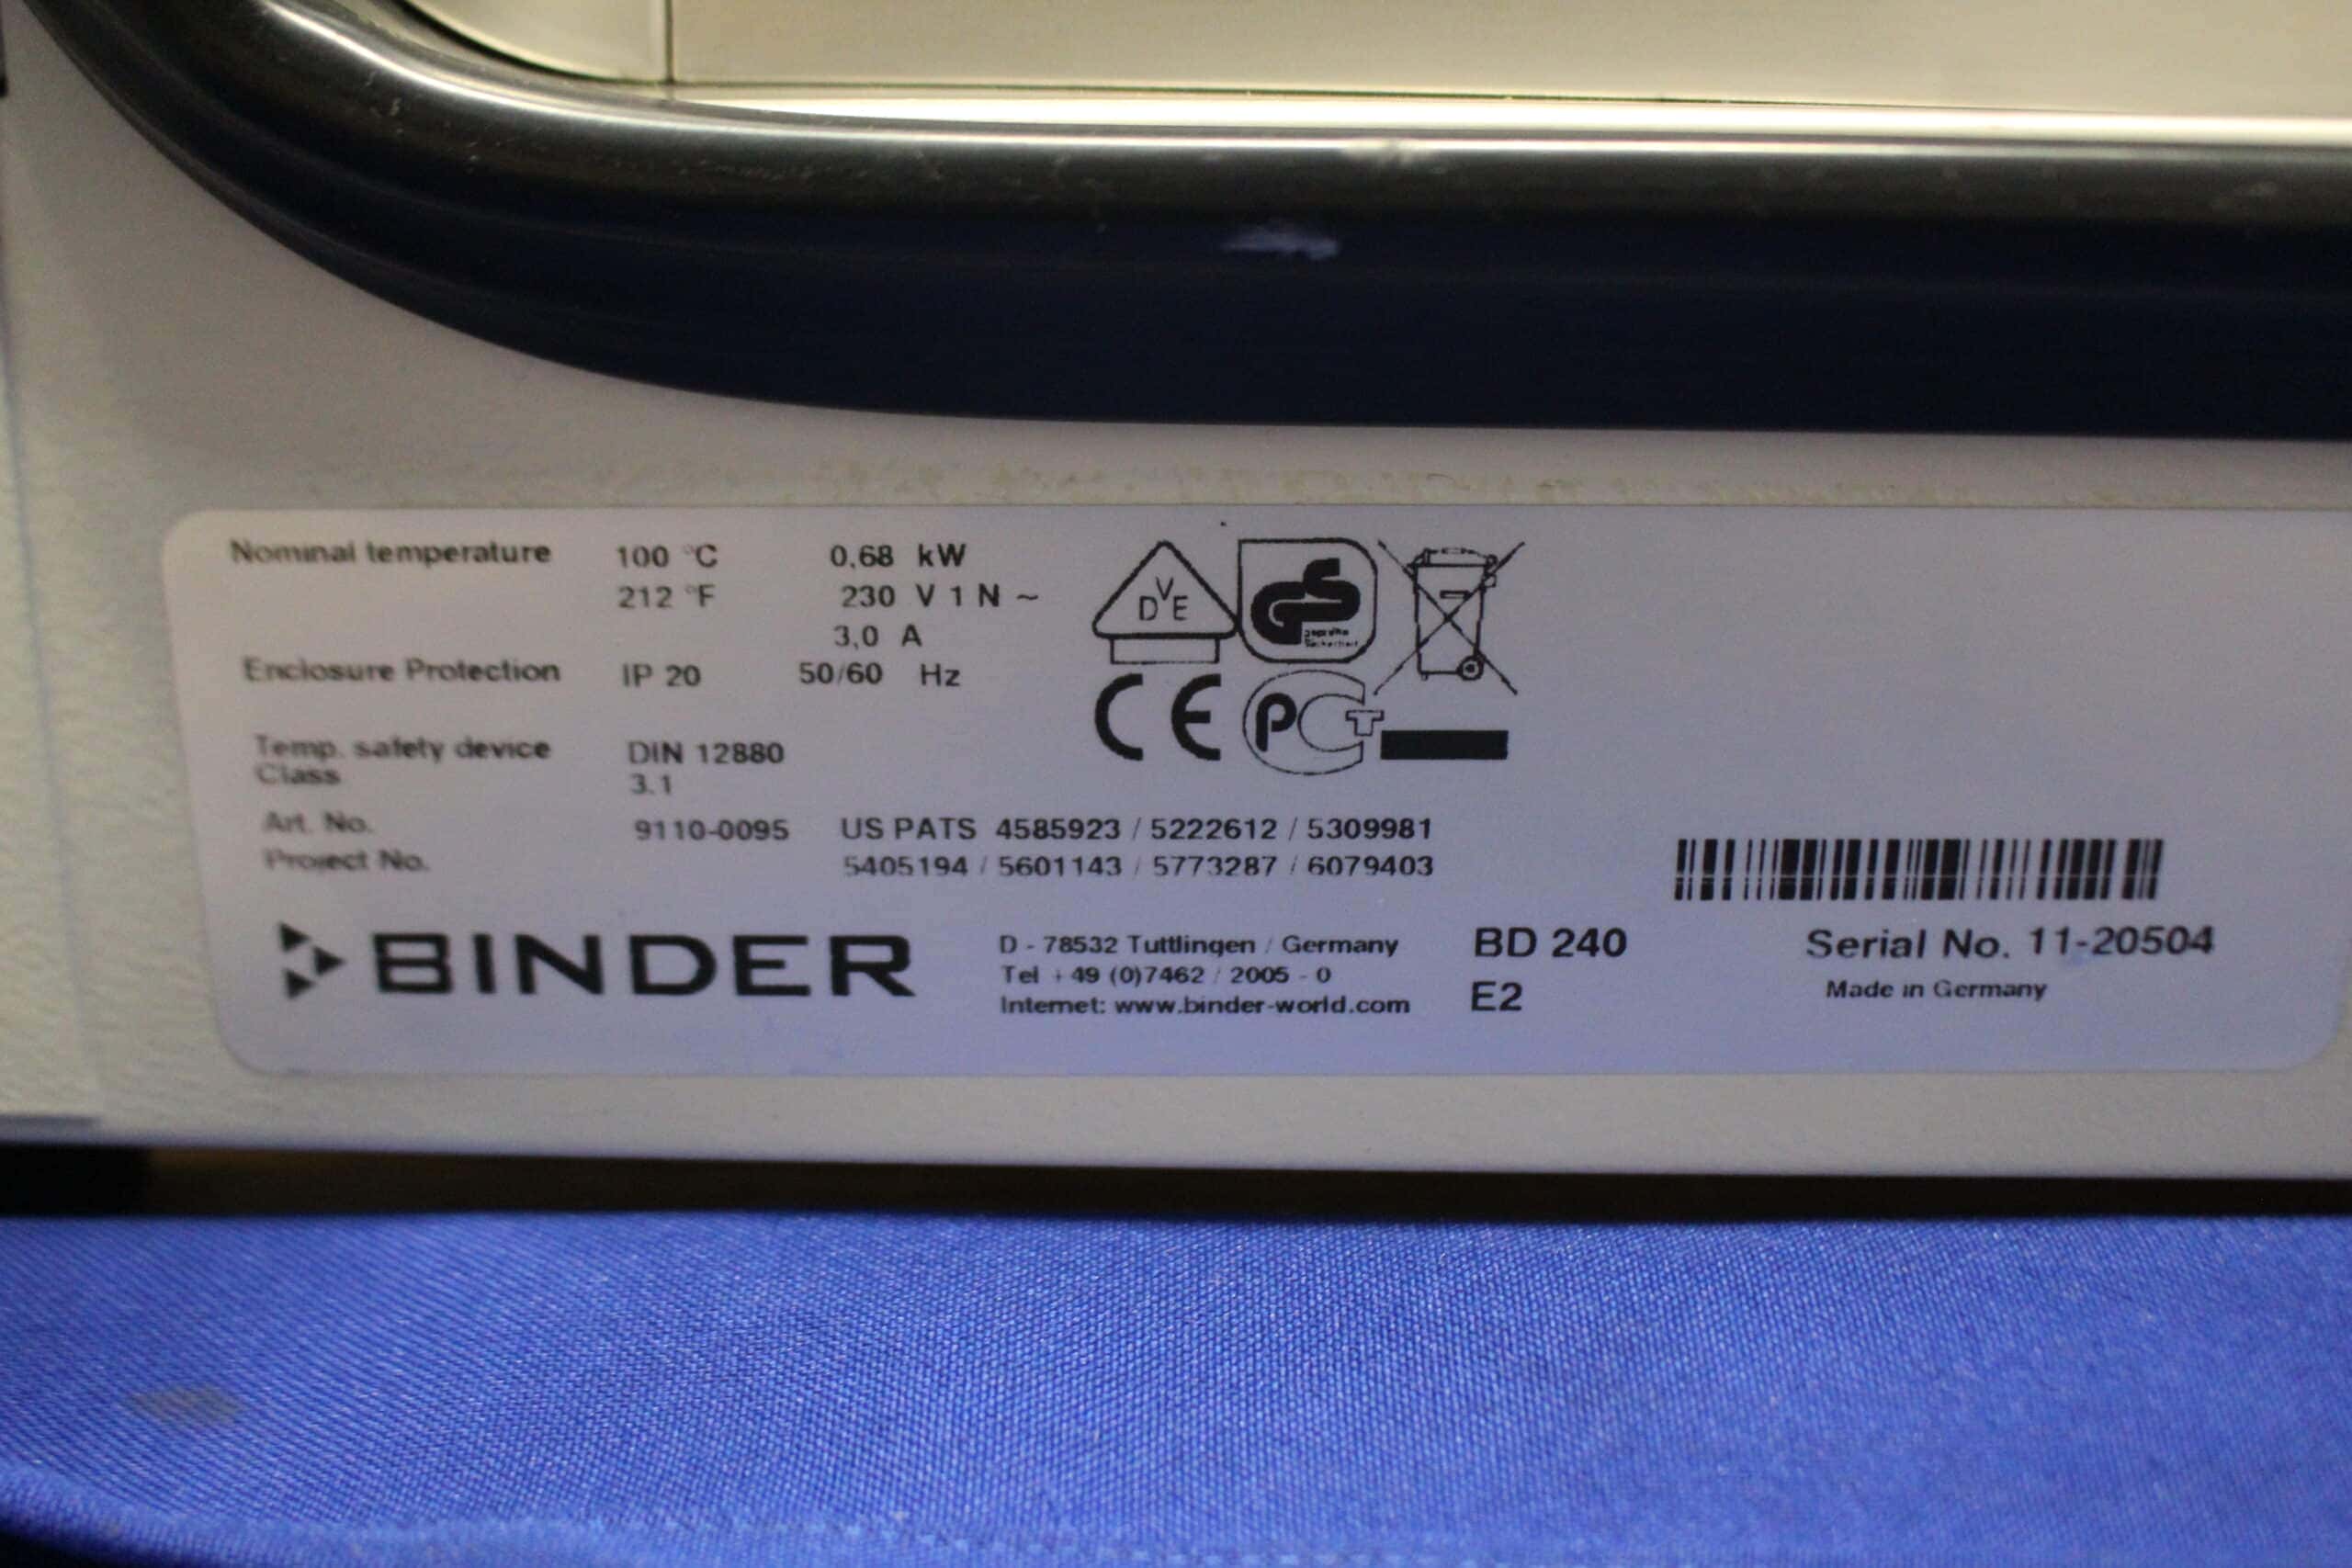 Nominal temperature 100 °C 0,68 kW
212 °F 230 V 1 N ~
3,0 A
Enclosure Protection IP 20 50/60 Hz
Temp. safety device DIN 12880
Class 3.1
Art. No. 9110-0095 US PATS 4585923 / 5222612 / 5309981
Project No. 5405194 / 5601143 / 5773287 / 6079403
DVE
GS
geprüfte
Sicherheit
CE PCT
BINDER
D - 78532 Tuttlingen / Germany
Tel + 49 (0)7462 / 2005 - 0
Internet: www.binder-world.com
BD 240
E2
Serial No. 11-20504
Made in Germany